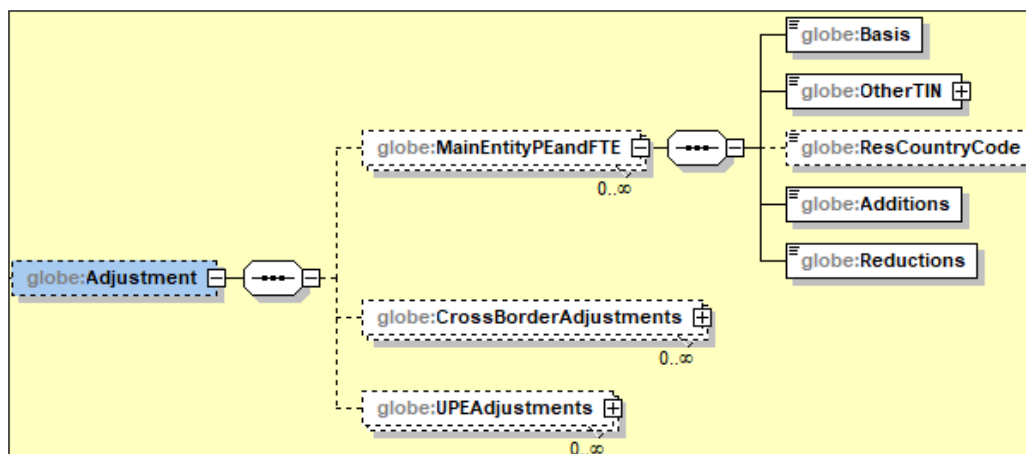 globe:Basis
globe:OtherTIN
globe:MainEntityPEandFTE
0..∞
globe:ResCountryCode
globe:Additions
globe:Reductions
globe:Adjustment
globe:CrossBorderAdjustments
0..∞
globe:UPEAdjustments
0..∞